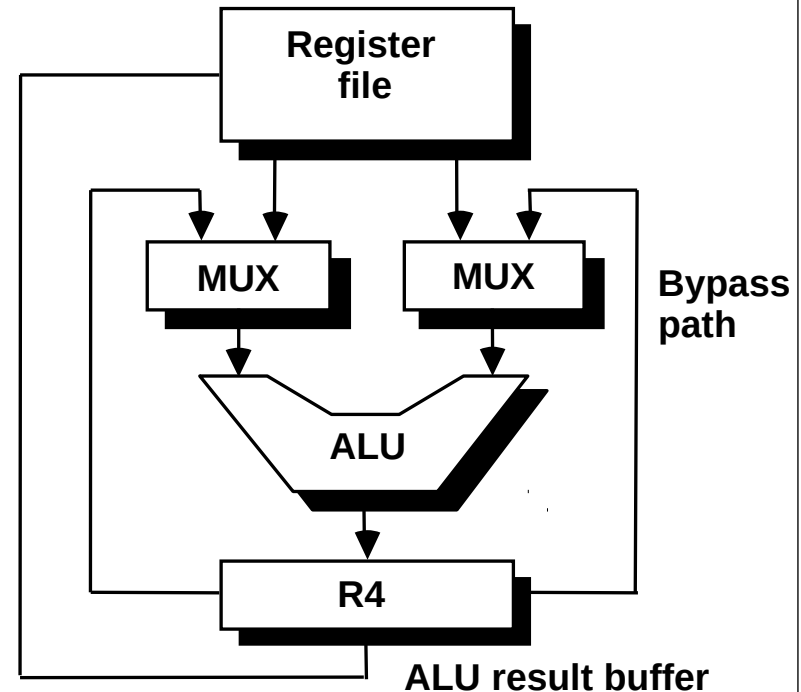 Register
file
MUX
MUX
Bypass
path
ALU
R4
ALU result buffer